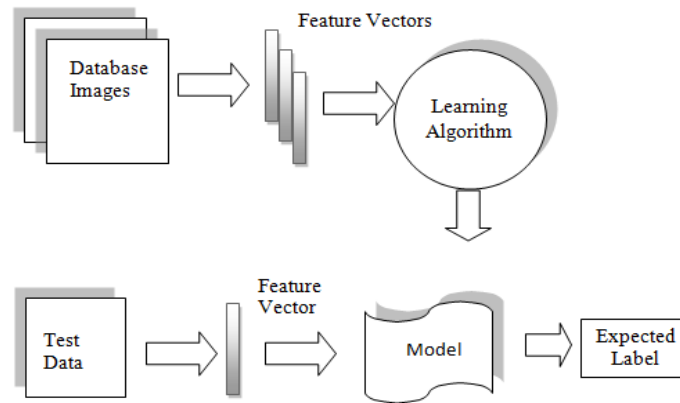 Feature Vectors
Database
Images
Learning
Algorithm
Feature
Vector
Test
Data
Model
Expected
Label